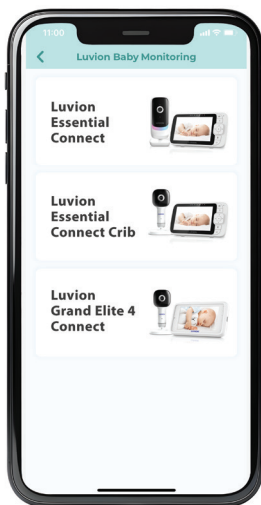 11:00
Luvion Baby Monitoring
Luvion
Essential
Connect
Luvion
Essential
Connect Crib
Luvion
Grand Elite 4
Connect